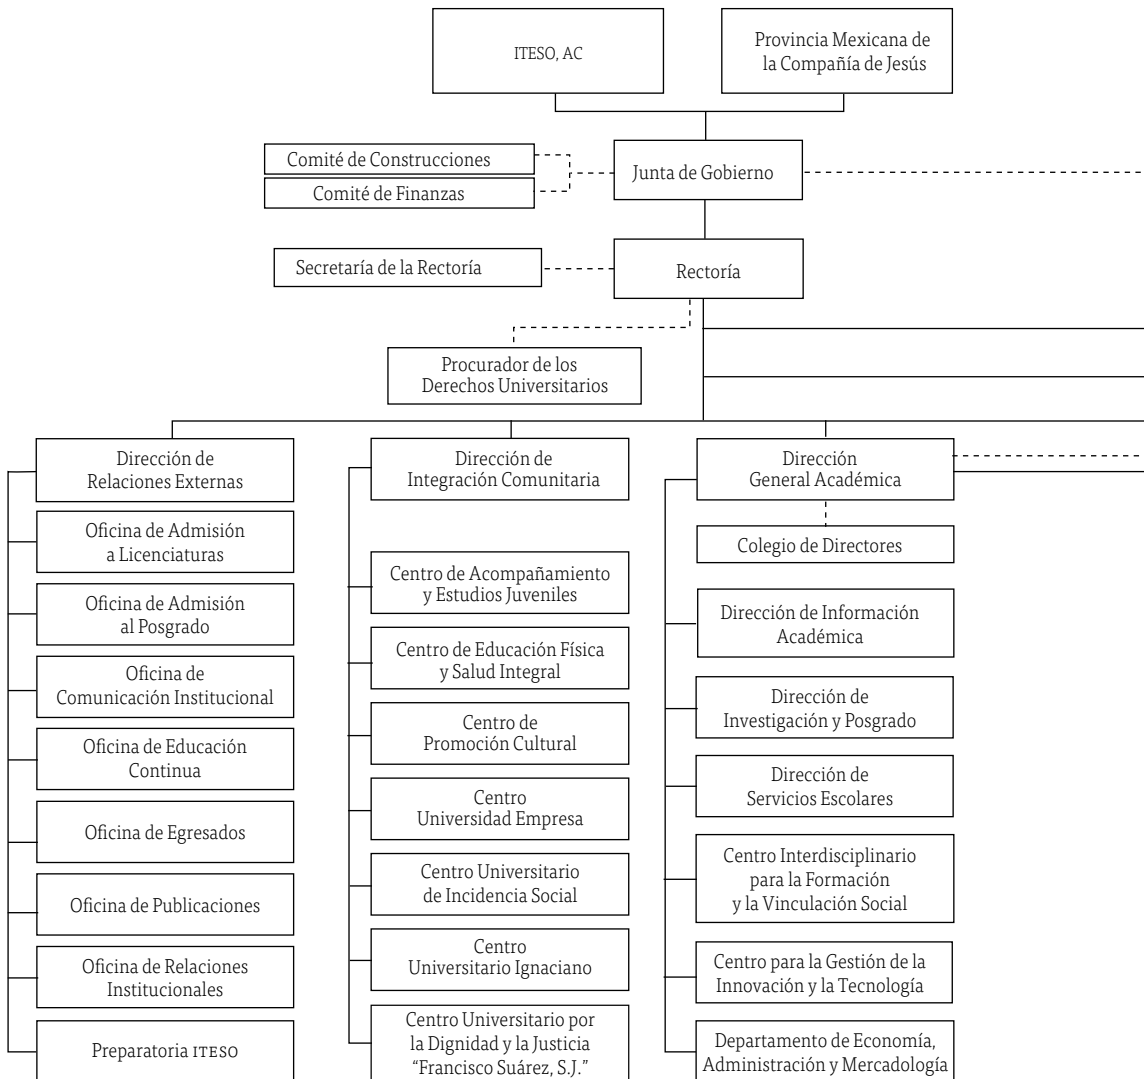 ITESO, AC
Provincia Mexicana de
la Compañía de Jesús
Comité de Construcciones
Comité de Finanzas
Junta de Gobierno
Secretaría de la Rectoría
Rectoría
Procurador de los
Derechos Universitarios
Dirección de
Relaciones Externas
Oficina de Admisión
a Licenciaturas
Oficina de Admisión
al Posgrado
Oficina de
Comunicación Institucional
Oficina de Educación
Continua
Oficina de Egresados
Oficina de Publicaciones
Oficina de Relaciones
Institucionales
Preparatoria ITESO
Dirección de
Integración Comunitaria
Centro de Acompañamiento
y Estudios Juveniles
Centro de Educación Física
y Salud Integral
Centro de
Promoción Cultural
Centro
Universidad Empresa
Centro Universitario
de Incidencia Social
Centro
Universitario Ignaciano
Centro Universitario por
la Dignidad y la Justicia
“Francisco Suárez, S.J.”
Dirección
General Académica
Colegio de Directores
Dirección de Información
Académica
Dirección de
Investigación y Posgrado
Dirección de
Servicios Escolares
Centro Interdisciplinario
para la Formación
y la Vinculación Social
Centro para la Gestión de la
Innovación y la Tecnología
Departamento de Economía,
Administración y Mercadología